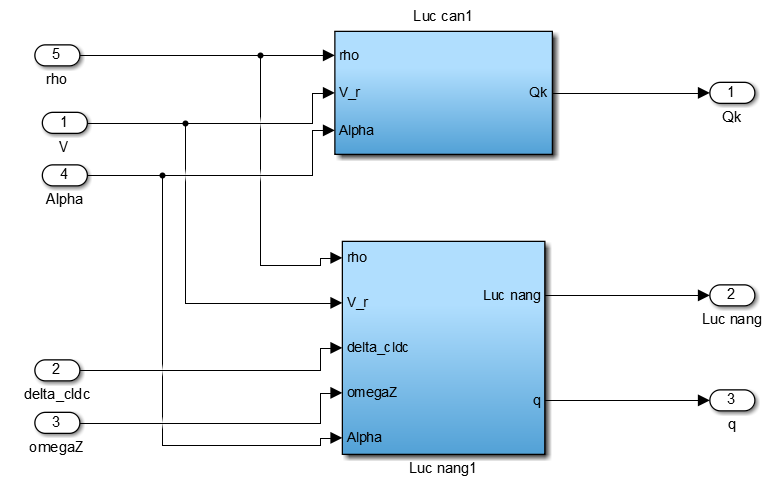 Luc can1
5
rho
rho
V_r
Qk
1
Qk
1
V
Alpha
4
Alpha
rho
V_r
Luc nang
2
Luc nang
delta_cldc
2
delta_cldc
omegaZ
q
3
q
3
omegaZ
Alpha
Luc nang1